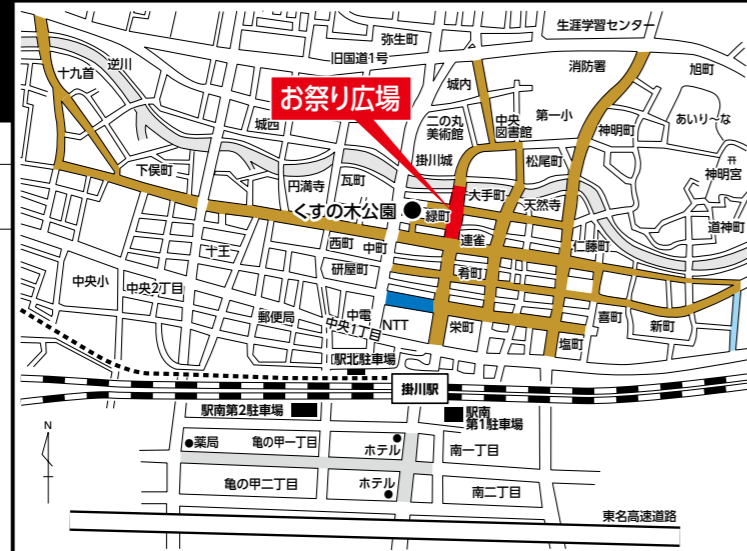 生涯学習センター
弥生町
旧国道1号
消防署
旭町
逆川
十九首
城内
お祭り広場
二の丸
美術館
中央
図書館
第一小
神明町
あいり~な
城西
掛川城
松尾町
神明宮
下俣町
円満寺
瓦町
大手町
天然寺
くすの木公園
緑町
道神町
連雀
仁藤町
十王
西町
中町
研屋町
肴町
中央小
中央2丁目
郵便局
中電
中央1丁目
NTT
栄町
喜町
新町
塩町
駅北駐車場
掛川駅
駅南第2駐車場
駅南
第1駐車場
N
薬局
亀の甲一丁目
ホテル
南一丁目
亀の甲二丁目
ホテル
南二丁目
東名高速道路